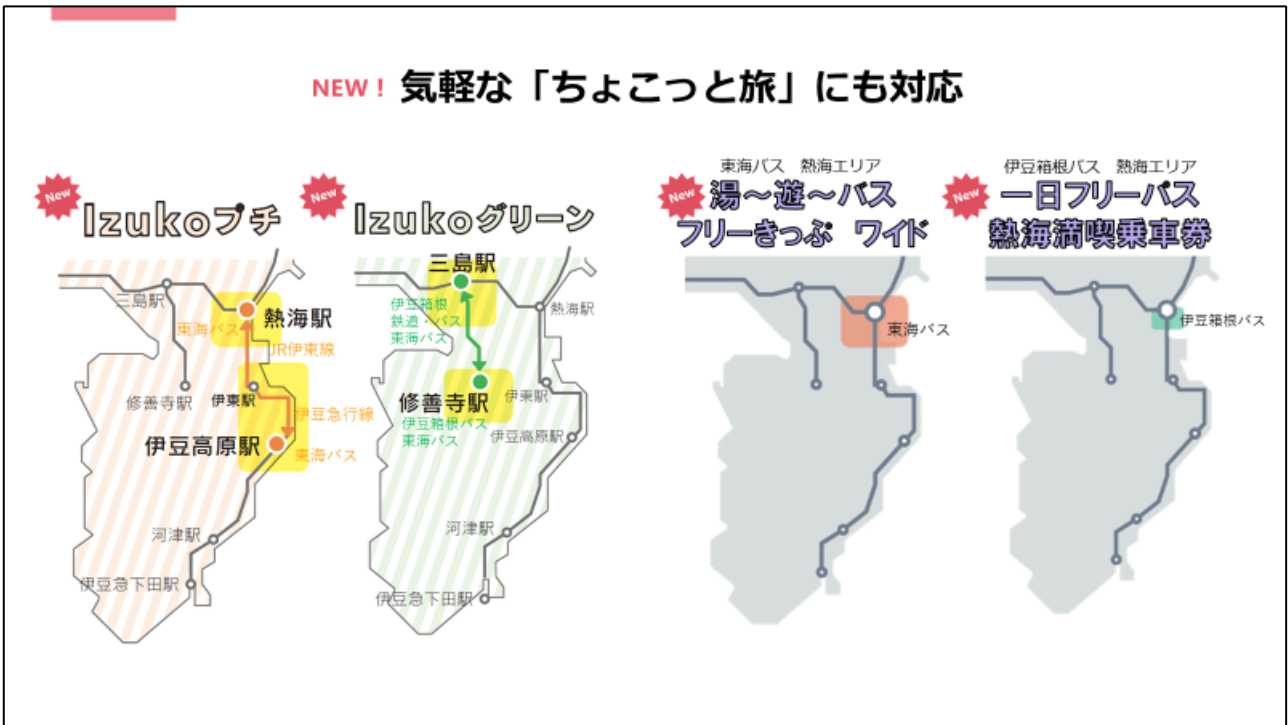 NEW！ 気軽な「ちょこっと旅」にも対応
New
Izukoプチ
三島駅
熱海駅
東海バス
JR伊東線
修善寺駅
伊東駅
伊豆急行線
伊豆高原駅
東海バス
河津駅
伊豆急下田駅
New
Izukoグリーン
三島駅
伊豆箱根
鉄道・バス
東海バス
熱海駅
修善寺駅
伊東駅
伊豆箱根バス
東海バス
伊豆高原駅
河津駅
伊豆急下田駅
東海バス　熱海エリア
New
湯～遊～バス
フリーきっぷ　ワイド
東海バス
伊豆箱根バス　熱海エリア
New
一日フリーパス
熱海満喫乗車券
伊豆箱根バス